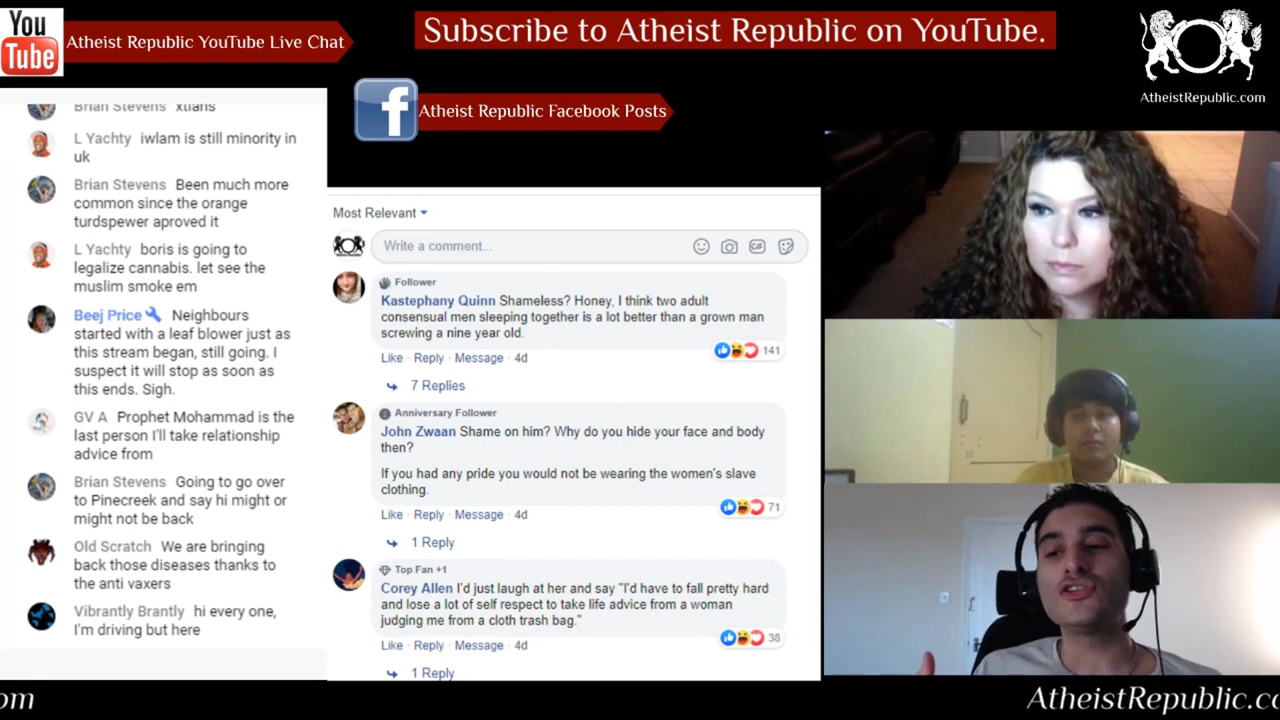 You
Tube
Atheist Republic YouTube Live Chat
Subscribe to Atheist Republic on YouTube.
AtheistRepublic.com
f
Atheist Republic Facebook Posts
Brian Stevens xtians
L Yachty iwlam is still minority in
uk
Brian Stevens Been much more
common since the orange
turdspewer aproved it
L Yachty boris is going to
legalize cannabis. let see the
muslim smoke em
Beej Price Neighbours
started with a leaf blower just as
this stream began, still going. I
suspect it will stop as soon as
this ends. Sigh.
GV A Prophet Mohammad is the
last person I'll take relationship
advice from
Brian Stevens Going to go over
to Pinecreek and say hi might or
might not be back
Old Scratch We are bringing
back those diseases thanks to
the anti vaxers
Vibrantly Brantly hi every one,
I'm driving but here
Most Relevant
Write a comment...
GIF
Follower
Kastephany Quinn Shameless? Honey, I think two adult
consensual men sleeping together is a lot better than a grown man
screwing a nine year old.
141
Like · Reply · Message · 4d
7 Replies
Anniversary Follower
John Zwaan Shame on him? Why do you hide your face and body
then?
If you had any pride you would not be wearing the women's slave
clothing.
71
Like · Reply · Message · 4d
1 Reply
Top Fan +1
Corey Allen I'd just laugh at her and say "I'd have to fall pretty hard
and lose a lot of self respect to take life advice from a woman
judging me from a cloth trash bag."
38
Like · Reply · Message · 4d
1 Reply
om
AtheistRepublic.co